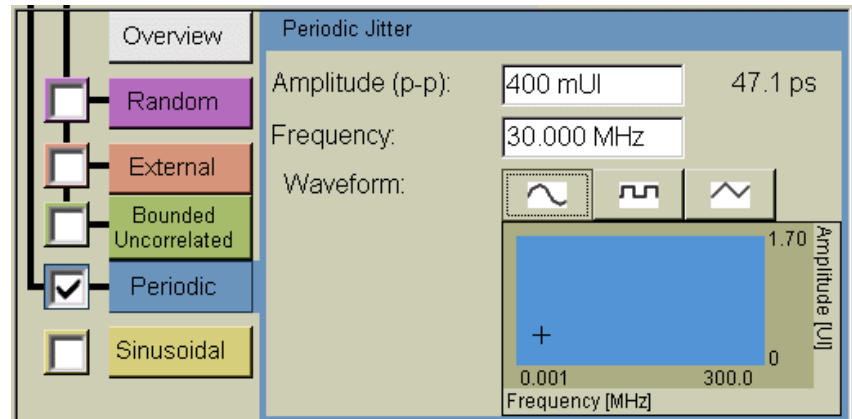 Overview
Random
External
Bounded
Uncorrelated
Periodic
Sinusoidal
Periodic Jitter
Amplitude (p-p): 400 mUI 47.1 ps
Frequency: 30.000 MHz
Waveform:
1.70
0
Amplitude [UI]
0.001 300.0
Frequency [MHz]